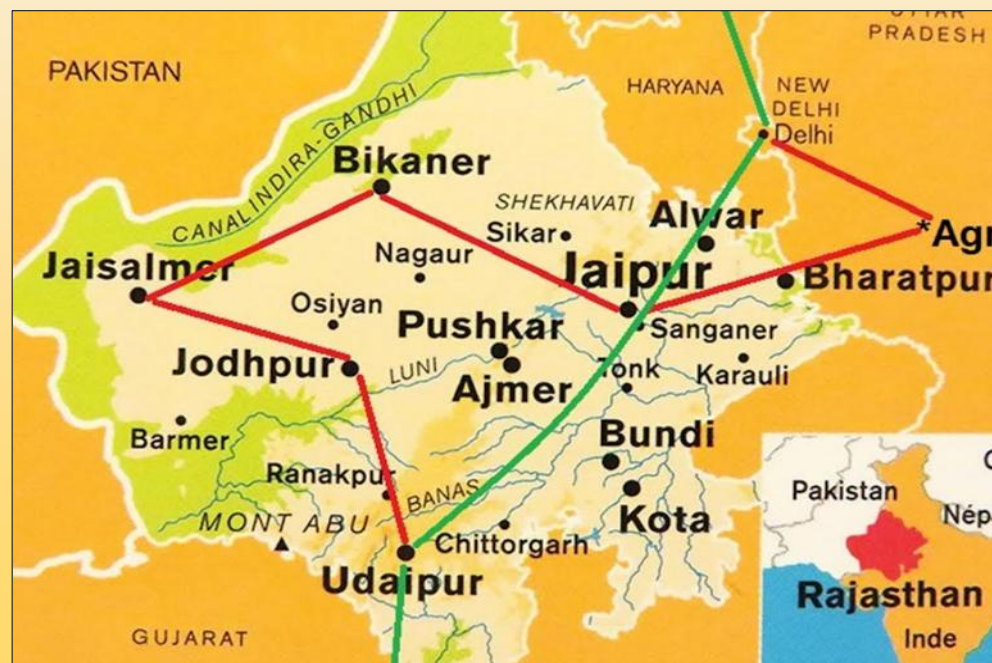 UTTAR
PRADESH
PAKISTAN
HARYANA
NEW
DELHI
Delhi
CANAL INDIRA-GANDHI
Bikaner
SHEKHAVATI
Alwar
Sikar
*Agr
Nagaur
Jaisalmer
Jaipur
Bharatpur
Osiyan
Pushkar
Sanganer
Jodhpur
LUNI
Tonk
Karauli
Ajmer
Barmer
Bundi
Ranakpur
BANAS
Pakistan
MONT ABU
Kota
Nép
Chittorgarh
Udaipur
Rajasthan
GUJARAT
Inde